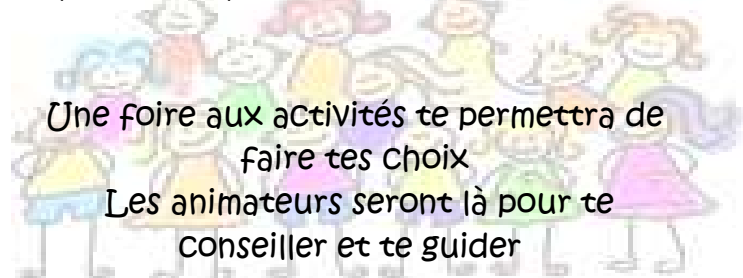 Une foire aux activités te permettra de
faire tes choix
Les animateurs seront là pour te
conseiller et te guider